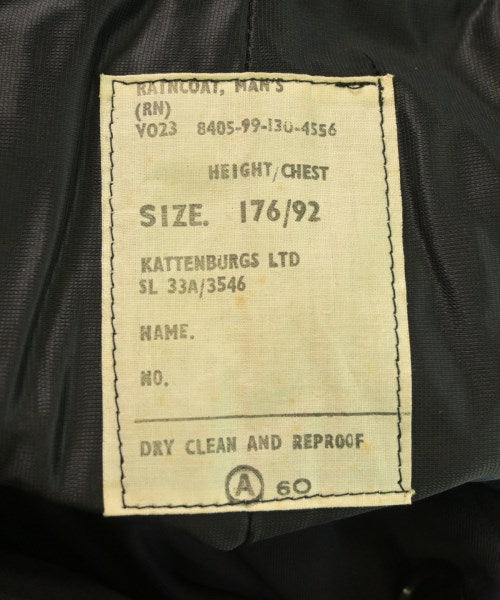 RAINCOAT, MAN'S
(RN)
V023 8405-99-130-4556
HEIGHT/CHEST
SIZE. 176/92
KATTENBURGS LTD
SL 33A/3546
NAME.
NO.
DRY CLEAN AND REPROOF
A 60